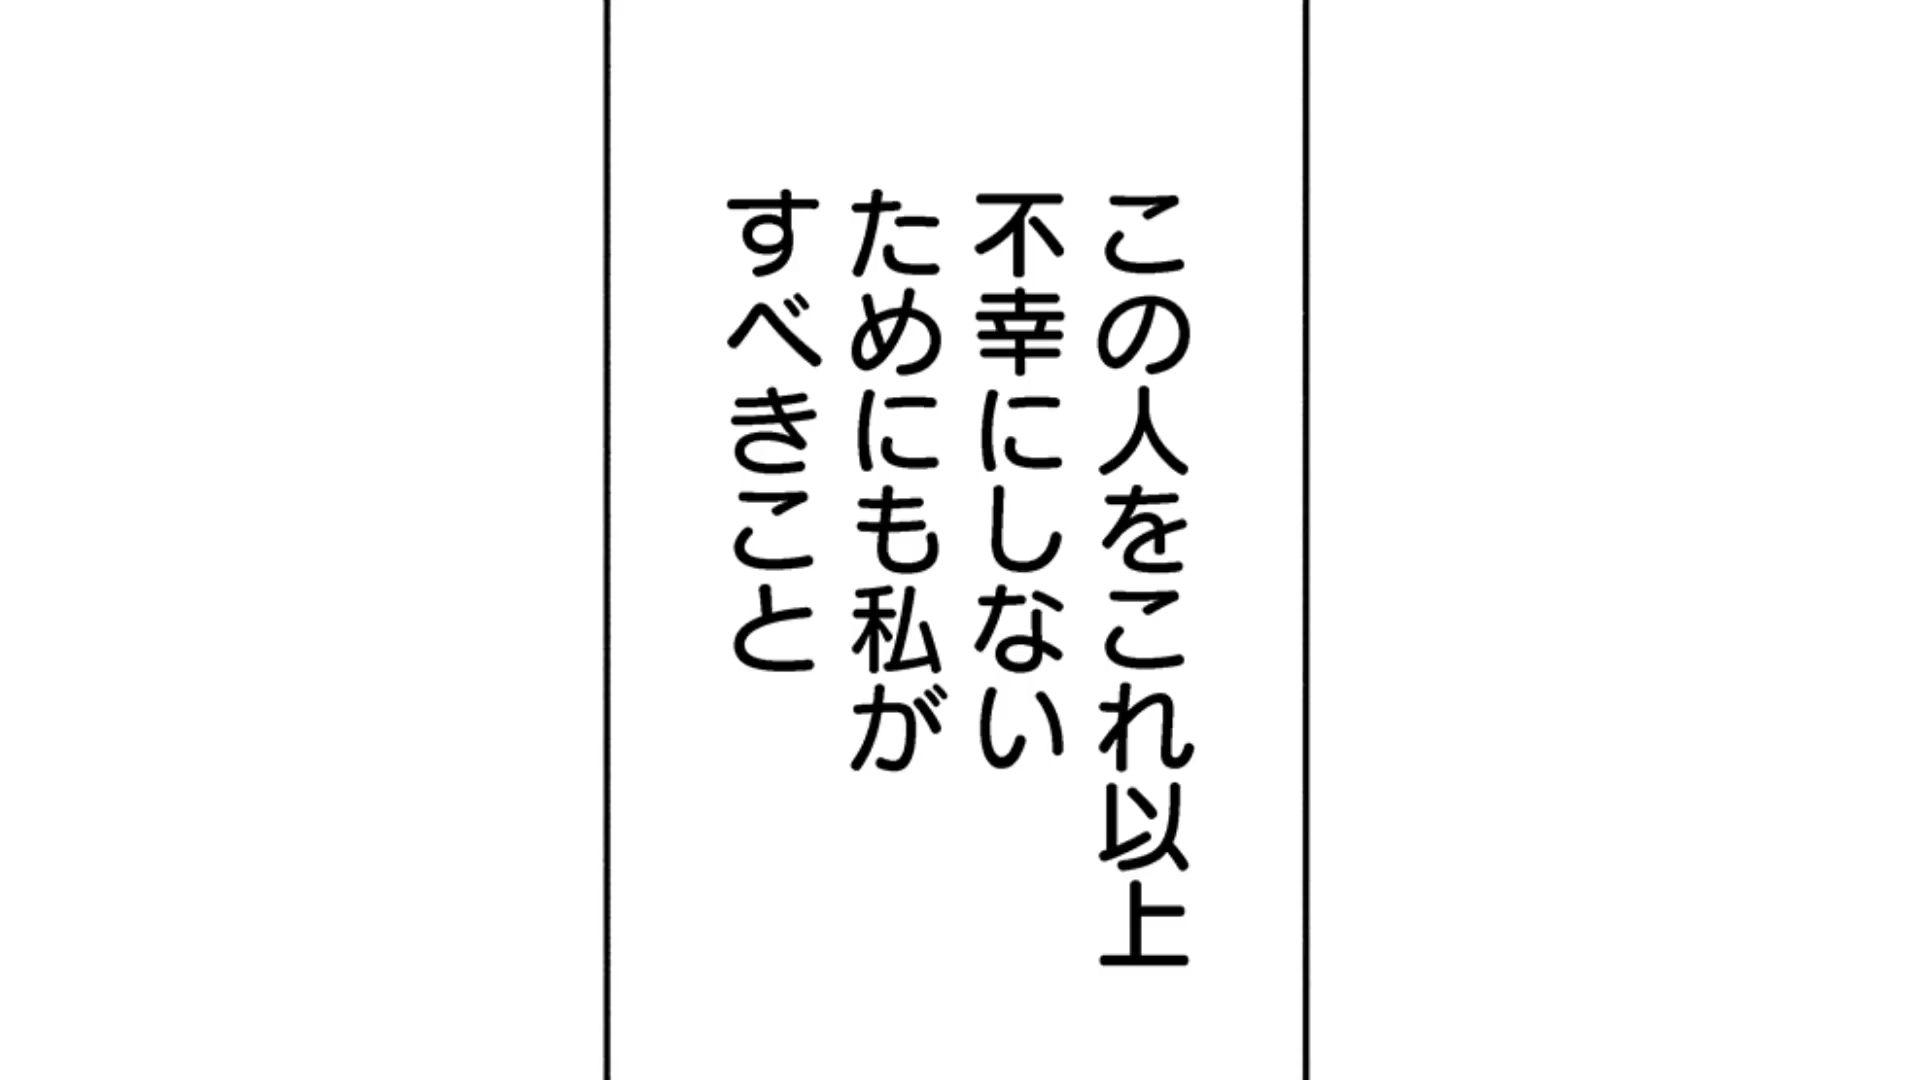 この人をこれ以上
不幸にしない
ためにも私が
すべきこと